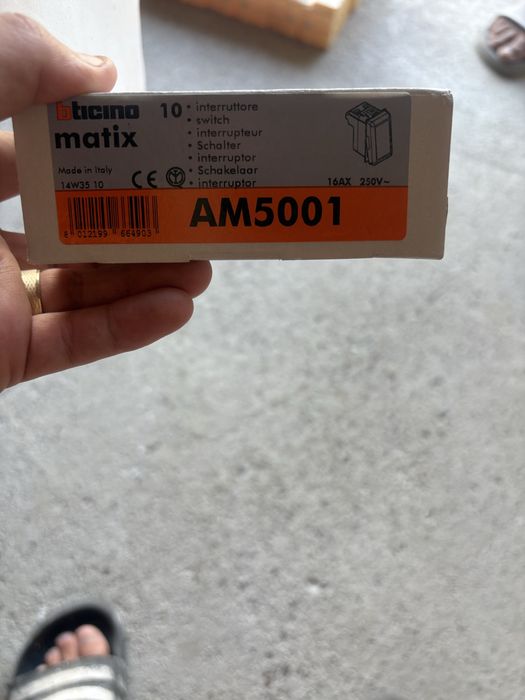 bticino
matix
10
• interruttore
• switch
• interrupteur
• Schalter
• interruptor
• Schakelaar
• interruptor
Made in Italy
14W35 10
CE
16AX 250V~
8 012199 664903
AM5001